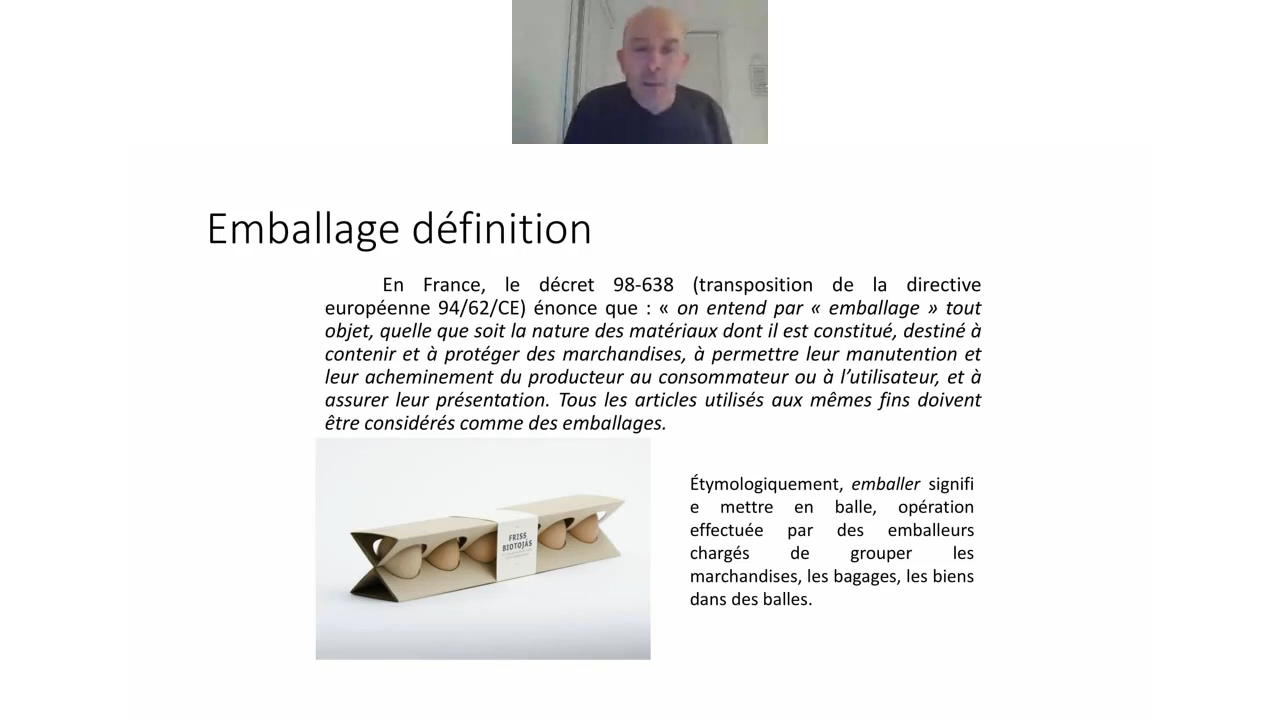 Emballage définition
En France, le décret 98-638 (transposition de la directive
européenne 94/62/CE) énonce que : « on entend par « emballage » tout
objet, quelle que soit la nature des matériaux dont il est constitué, destiné à
contenir et à protéger des marchandises, à permettre leur manutention et
leur acheminement du producteur au consommateur ou à l’utilisateur, et à
assurer leur présentation. Tous les articles utilisés aux mêmes fins doivent
être considérés comme des emballages.
FRISS
BIOTOJÁS
Étymologiquement, emballer signifi
e mettre en balle, opération
effectuée par des emballeurs
chargés de grouper les
marchandises, les bagages, les biens
dans des balles.